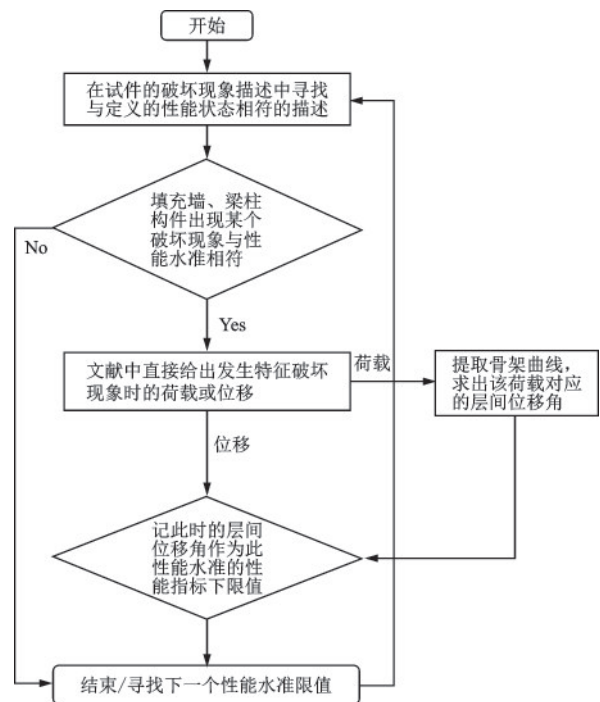 开始
在试件的破坏现象描述中寻找
与定义的性能状态相符的描述
填充墙、梁柱
构件出现某个
破坏现象与性
能水准相符
No
Yes
文献中直接给出发生特征破坏
现象时的荷载或位移
荷载
提取骨架曲线，
求出该荷载对应
的层间位移角
位移
记此时的层间
位移角作为此
性能水准的性
能指标下限值
结束/寻找下一个性能水准限值